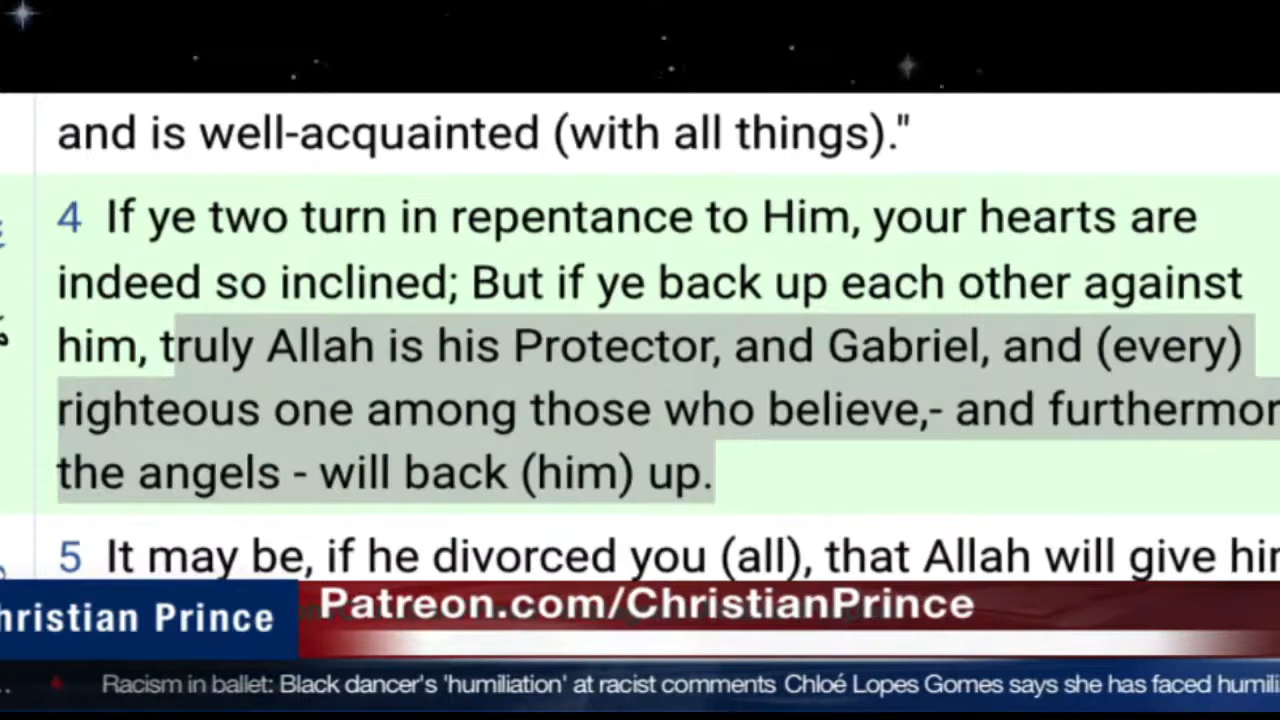 and is well-acquainted (with all things)."
4 If ye two turn in repentance to Him, your hearts are
indeed so inclined; But if ye back up each other against
him, truly Allah is his Protector, and Gabriel, and (every)
righteous one among those who believe,- and furthermor
the angels - will back (him) up.
5 It may be, if he divorced you (all), that Allah will give hi
hristian Prince
Patreon.com/ChristianPrince
Racism in ballet: Black dancer's 'humiliation' at racist comments Chloé Lopes Gomes says she has faced humili